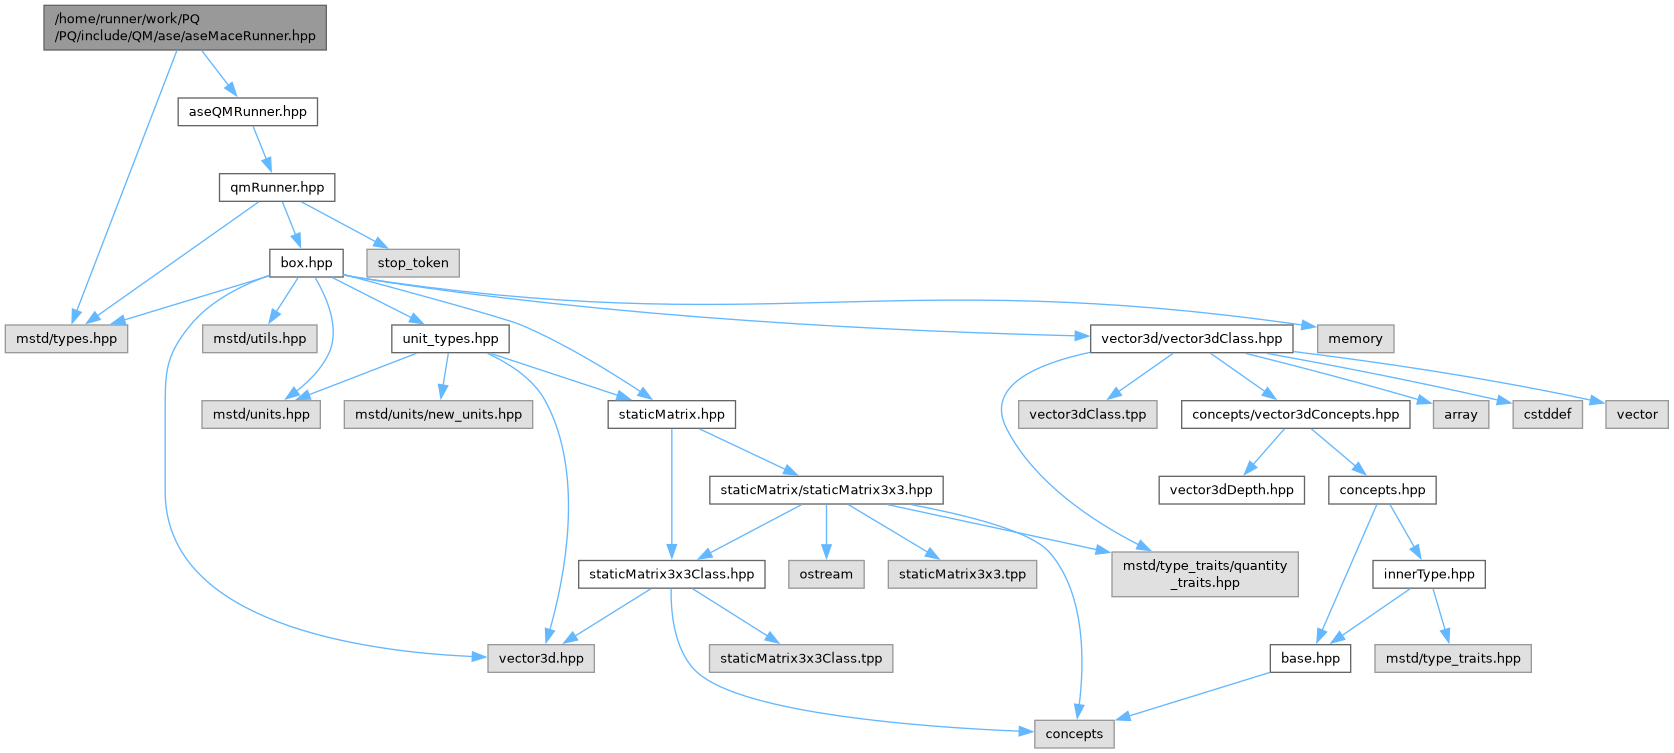 /home/runner/work/PQ
/PQ/include/QM/ase/aseMaceRunner.hpp
aseQMRunner.hpp
qmRunner.hpp
box.hpp
stop_token
mstd/types.hpp
mstd/utils.hpp
unit_types.hpp
vector3d/vector3dClass.hpp
memory
mstd/units.hpp
mstd/units/new_units.hpp
staticMatrix.hpp
vector3dClass.tpp
concepts/vector3dConcepts.hpp
array
cstddef
vector
staticMatrix/staticMatrix3x3.hpp
vector3dDepth.hpp
concepts.hpp
staticMatrix3x3Class.hpp
ostream
staticMatrix3x3.tpp
mstd/type_traits/quantity
_traits.hpp
innerType.hpp
vector3d.hpp
staticMatrix3x3Class.tpp
base.hpp
mstd/type_traits.hpp
concepts